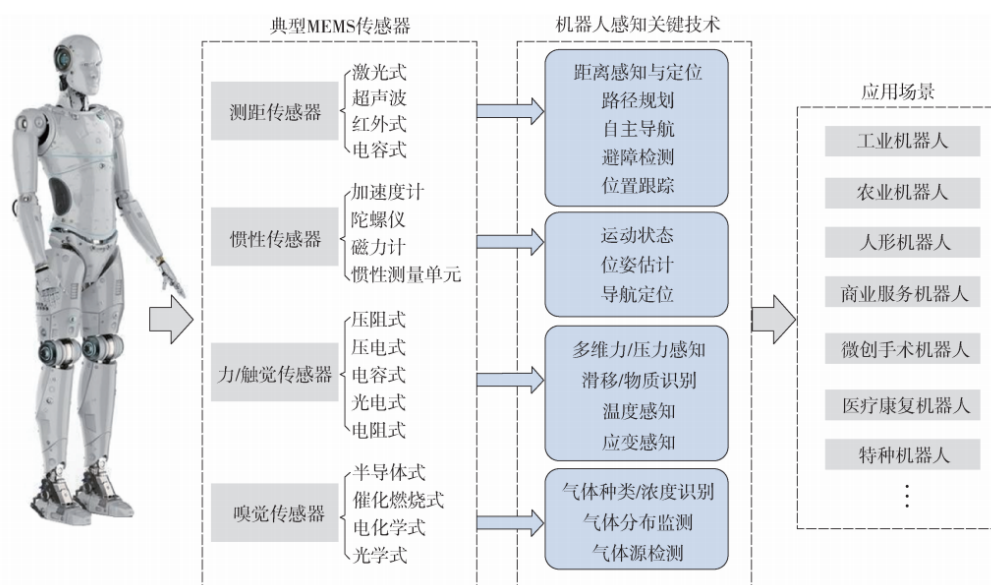 典型MEMS传感器
测距传感器
激光式
超声波
红外式
电容式
惯性传感器
加速度计
陀螺仪
磁力计
惯性测量单元
力/触觉传感器
压阻式
压电式
电容式
光电式
电阻式
嗅觉传感器
半导体式
催化燃烧式
电化学式
光学式
机器人感知关键技术
距离感知与定位
路径规划
自主导航
避障检测
位置跟踪
运动状态
位姿估计
导航定位
多维力/压力感知
滑移/物质识别
温度感知
应变感知
气体种类/浓度识别
气体分布监测
气体源检测
应用场景
工业机器人
农业机器人
人形机器人
商业服务机器人
微创手术机器人
医疗康复机器人
特种机器人
⋮